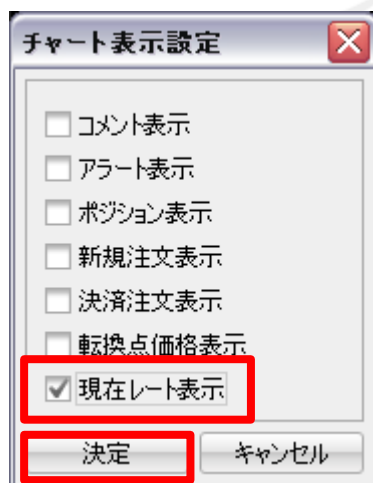 チャート表示設定
コメント表示
アラート表示
ポジション表示
新規注文表示
決済注文表示
転換点価格表示
現在レート表示
決定
キャンセル